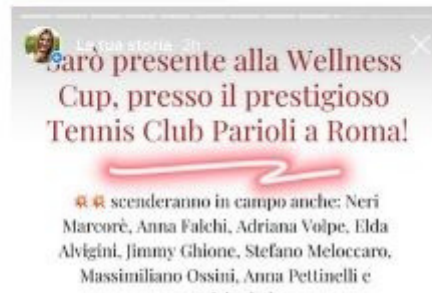 La tua storia 2h
Sarò presente alla Wellness
Cup, presso il prestigioso
Tennis Club Parioli a Roma!
scenderanno in campo anche: Neri
Marcorè, Anna Falchi, Adriana Volpe, Elda
Alvigini, Jimmy Ghione, Stefano Meloccaro,
Massimiliano Ossini, Anna Pettinelli e